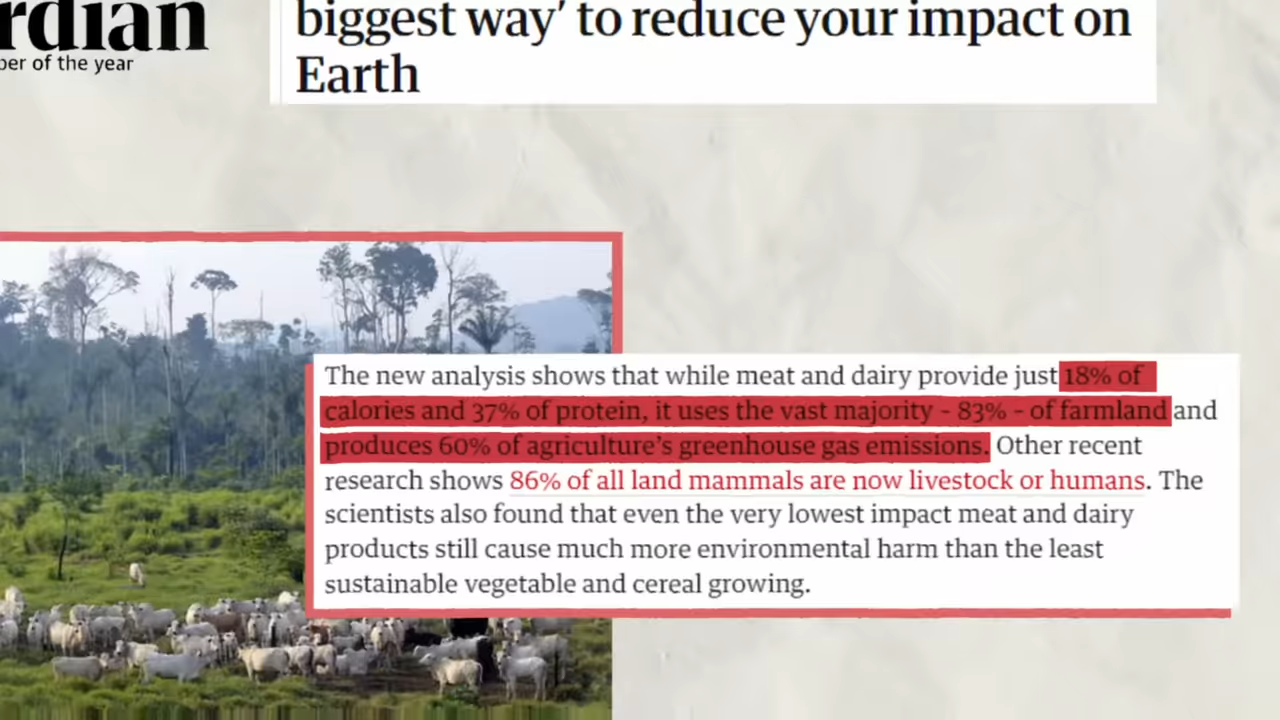 rdian
per of the year
biggest way’ to reduce your impact on
Earth
The new analysis shows that while meat and dairy provide just 18% of
calories and 37% of protein, it uses the vast majority - 83% - of farmland and
produces 60% of agriculture’s greenhouse gas emissions. Other recent
research shows 86% of all land mammals are now livestock or humans. The
scientists also found that even the very lowest impact meat and dairy
products still cause much more environmental harm than the least
sustainable vegetable and cereal growing.